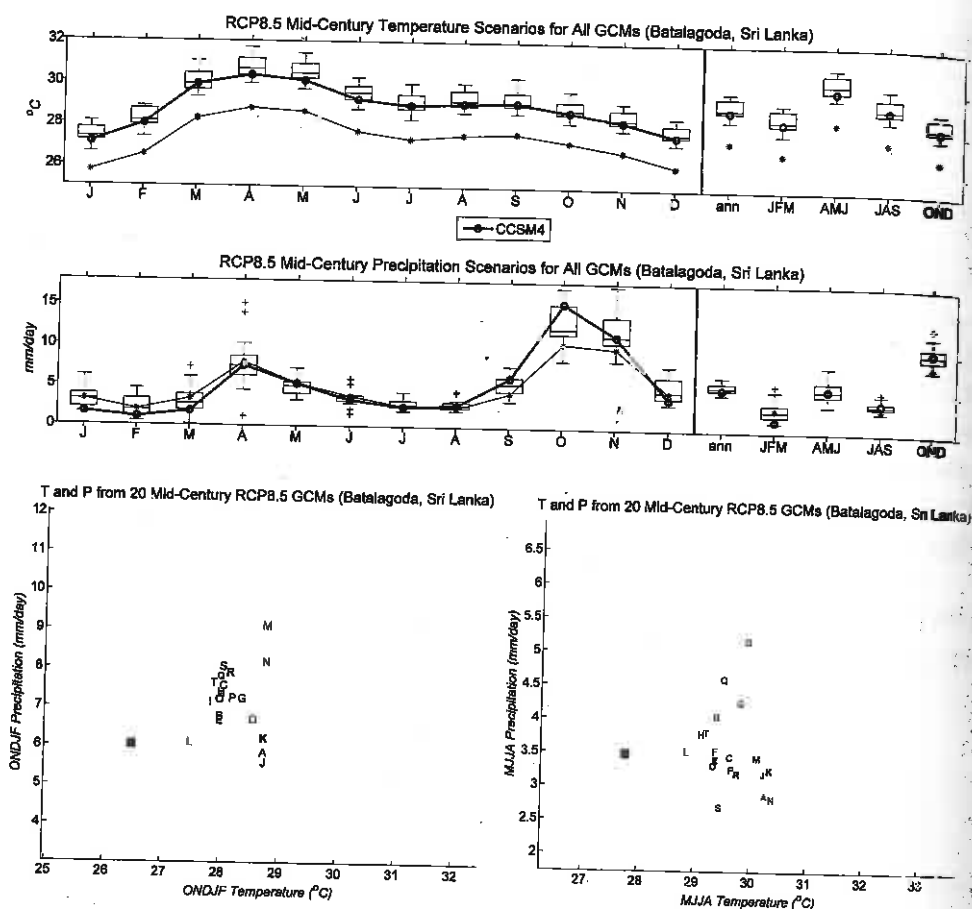 RCP8.5 Mid-Century Temperature Scenarios for All GCMs (Batalagoda, Sri Lanka)
32
30
28
26
°C
J F M A M J J A S O N D
ann JFM AMJ JAS OND
CCSM4
RCP8.5 Mid-Century Precipitation Scenarios for All GCMs (Batalagoda, Sri Lanka)
15
10
5
0
mm/day
J F M A M J J A S O N D
ann JFM AMJ JAS OND
T and P from 20 Mid-Century RCP8.5 GCMs (Batalagoda, Sri Lanka)
12
11
10
9
8
7
6
5
4
ONDJF Precipitation (mm/day)
M
N
S
R
T
C
I
P G
L
K
A
J
25 26 27 28 29 30 31 32
ONDJF Temperature (°C)
T and P from 20 Mid-Century RCP8.5 GCMs (Batalagoda, Sri Lanka)
6.5
6
5.5
5
4.5
4
3.5
3
2.5
2
MJJA Precipitation (mm/day)
Q
H T
L
F
C
M
P R
J K
A N
S
27 28 29 30 31 32 33
MJJA Temperature (°C)